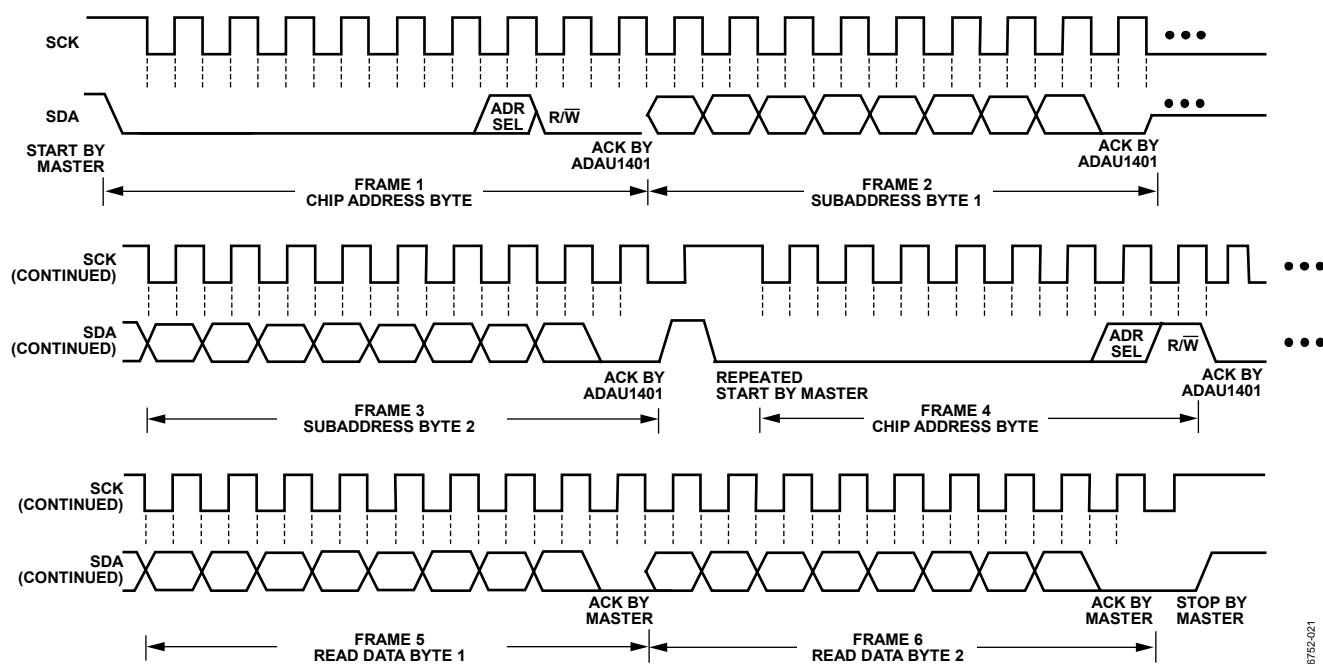 SCK
SDA
ADR
SEL
R/W̅
START BY
MASTER
ACK BY
ADAU1401
ACK BY
ADAU1401
FRAME 1
CHIP ADDRESS BYTE
FRAME 2
SUBADDRESS BYTE 1
SCK
(CONTINUED)
SDA
(CONTINUED)
ADR
SEL
R/W̅
ACK BY
ADAU1401
REPEATED
START BY MASTER
ACK BY
ADAU1401
FRAME 3
SUBADDRESS BYTE 2
FRAME 4
CHIP ADDRESS BYTE
SCK
(CONTINUED)
SDA
(CONTINUED)
ACK BY
MASTER
ACK BY
MASTER
STOP BY
MASTER
FRAME 5
READ DATA BYTE 1
FRAME 6
READ DATA BYTE 2
6752-021